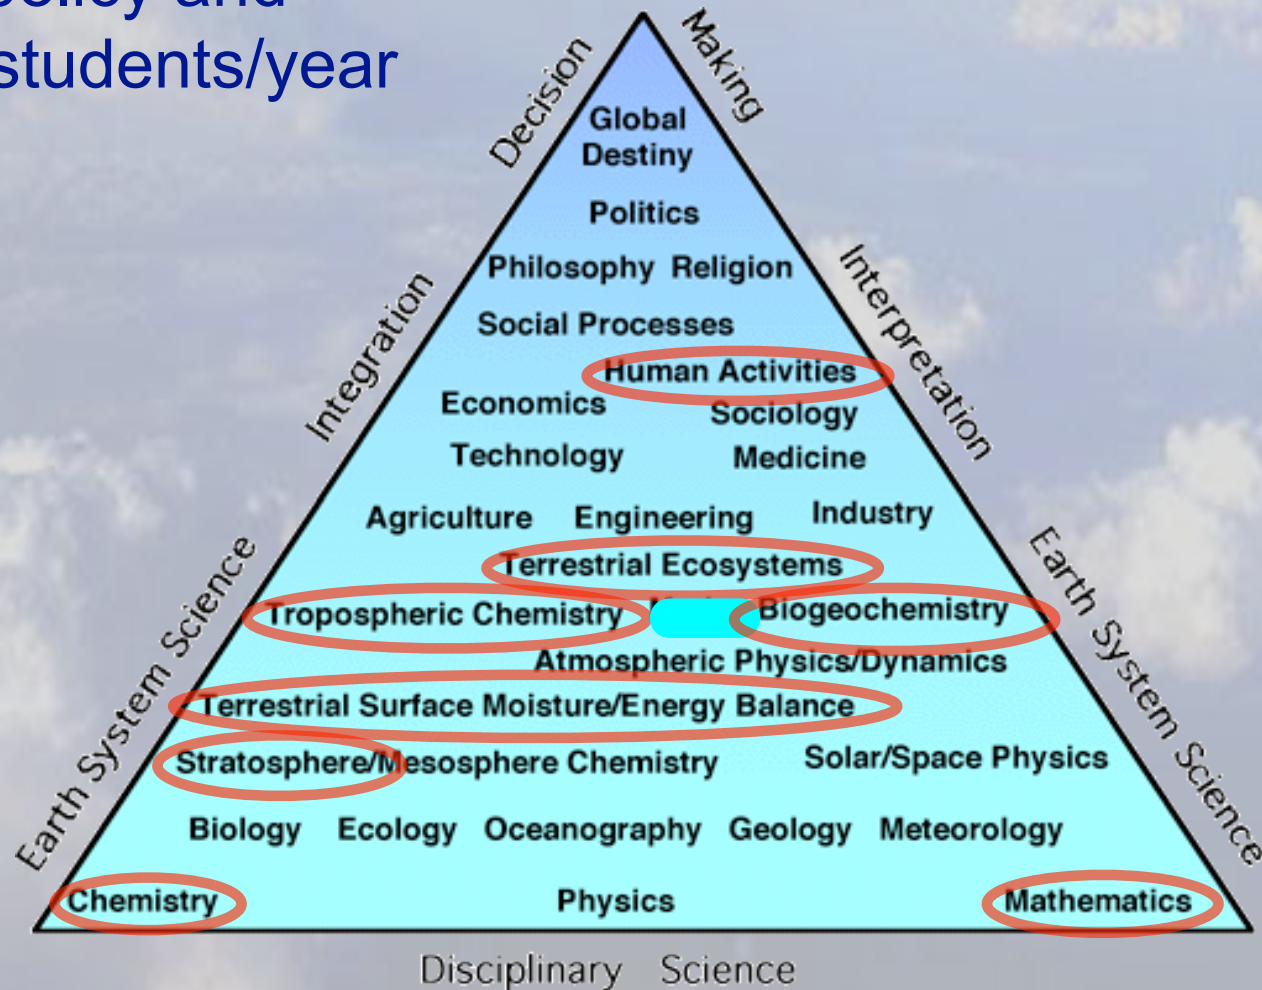 policy and
students/year
Decision Making
Global
Destiny
Politics
Philosophy Religion
Integration Interpretation
Social Processes
Human Activities
Economics Sociology
Technology Medicine
Agriculture Engineering Industry
Terrestrial Ecosystems
Earth System Science Earth System Science
Tropospheric Chemistry Biogeochemistry
Atmospheric Physics/Dynamics
Terrestrial Surface Moisture/Energy Balance
Stratosphere/Mesosphere Chemistry Solar/Space Physics
Biology Ecology Oceanography Geology Meteorology
Chemistry Physics Mathematics
Disciplinary Science